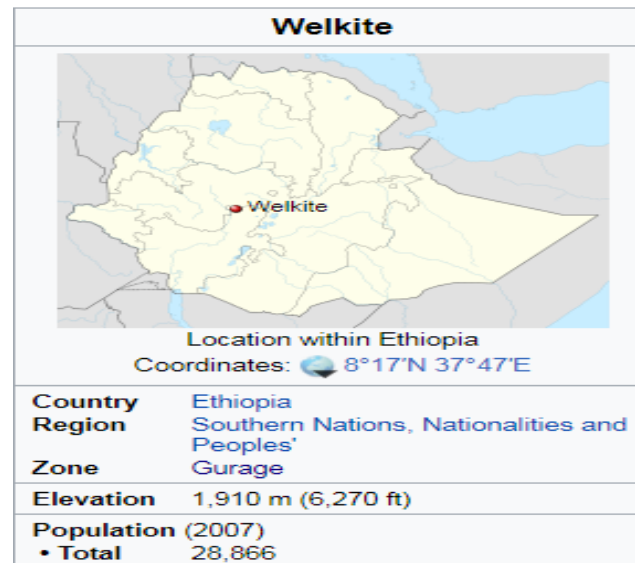 Welkite
Welkite
Location within Ethiopia
Coordinates: 8°17′N 37°47′E
Country Ethiopia
Region Southern Nations, Nationalities and
Peoples'
Zone Gurage
Elevation 1,910 m (6,270 ft)
Population (2007)
• Total 28,866